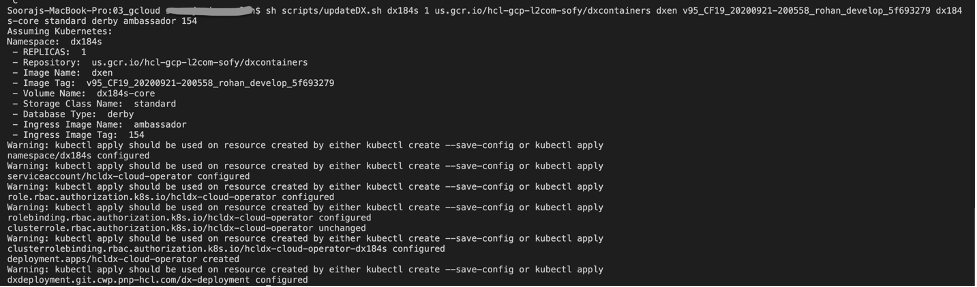 Soorajs-MacBook-Pro:03_gcloud $ sh scripts/updateDX.sh dx184s 1 us.gcr.io/hcl-gcp-l2com-sofy/dxcontainers dxen v95_CF19_20200921-200558_rohan_develop_5f693279 dx184
s-core standard derby ambassador 154
Assuming Kubernetes:
Namespace: dx184s
- REPLICAS: 1
- Repository: us.gcr.io/hcl-gcp-l2com-sofy/dxcontainers
- Image Name: dxen
- Image Tag: v95_CF19_20200921-200558_rohan_develop_5f693279
- Volume Name: dx184s-core
- Storage Class Name: standard
- Database Type: derby
- Ingress Image Name: ambassador
- Ingress Image Tag: 154
Warning: kubectl apply should be used on resource created by either kubectl create --save-config or kubectl apply
namespace/dx184s configured
Warning: kubectl apply should be used on resource created by either kubectl create --save-config or kubectl apply
serviceaccount/hcldx-cloud-operator configured
Warning: kubectl apply should be used on resource created by either kubectl create --save-config or kubectl apply
role.rbac.authorization.k8s.io/hcldx-cloud-operator configured
Warning: kubectl apply should be used on resource created by either kubectl create --save-config or kubectl apply
rolebinding.rbac.authorization.k8s.io/hcldx-cloud-operator configured
clusterrole.rbac.authorization.k8s.io/hcldx-cloud-operator unchanged
Warning: kubectl apply should be used on resource created by either kubectl create --save-config or kubectl apply
clusterrolebinding.rbac.authorization.k8s.io/hcldx-cloud-operator-dx184s configured
deployment.apps/hcldx-cloud-operator created
Warning: kubectl apply should be used on resource created by either kubectl create --save-config or kubectl apply
dxdeployment.git.cwp.pnp-hcl.com/dx-deployment configured